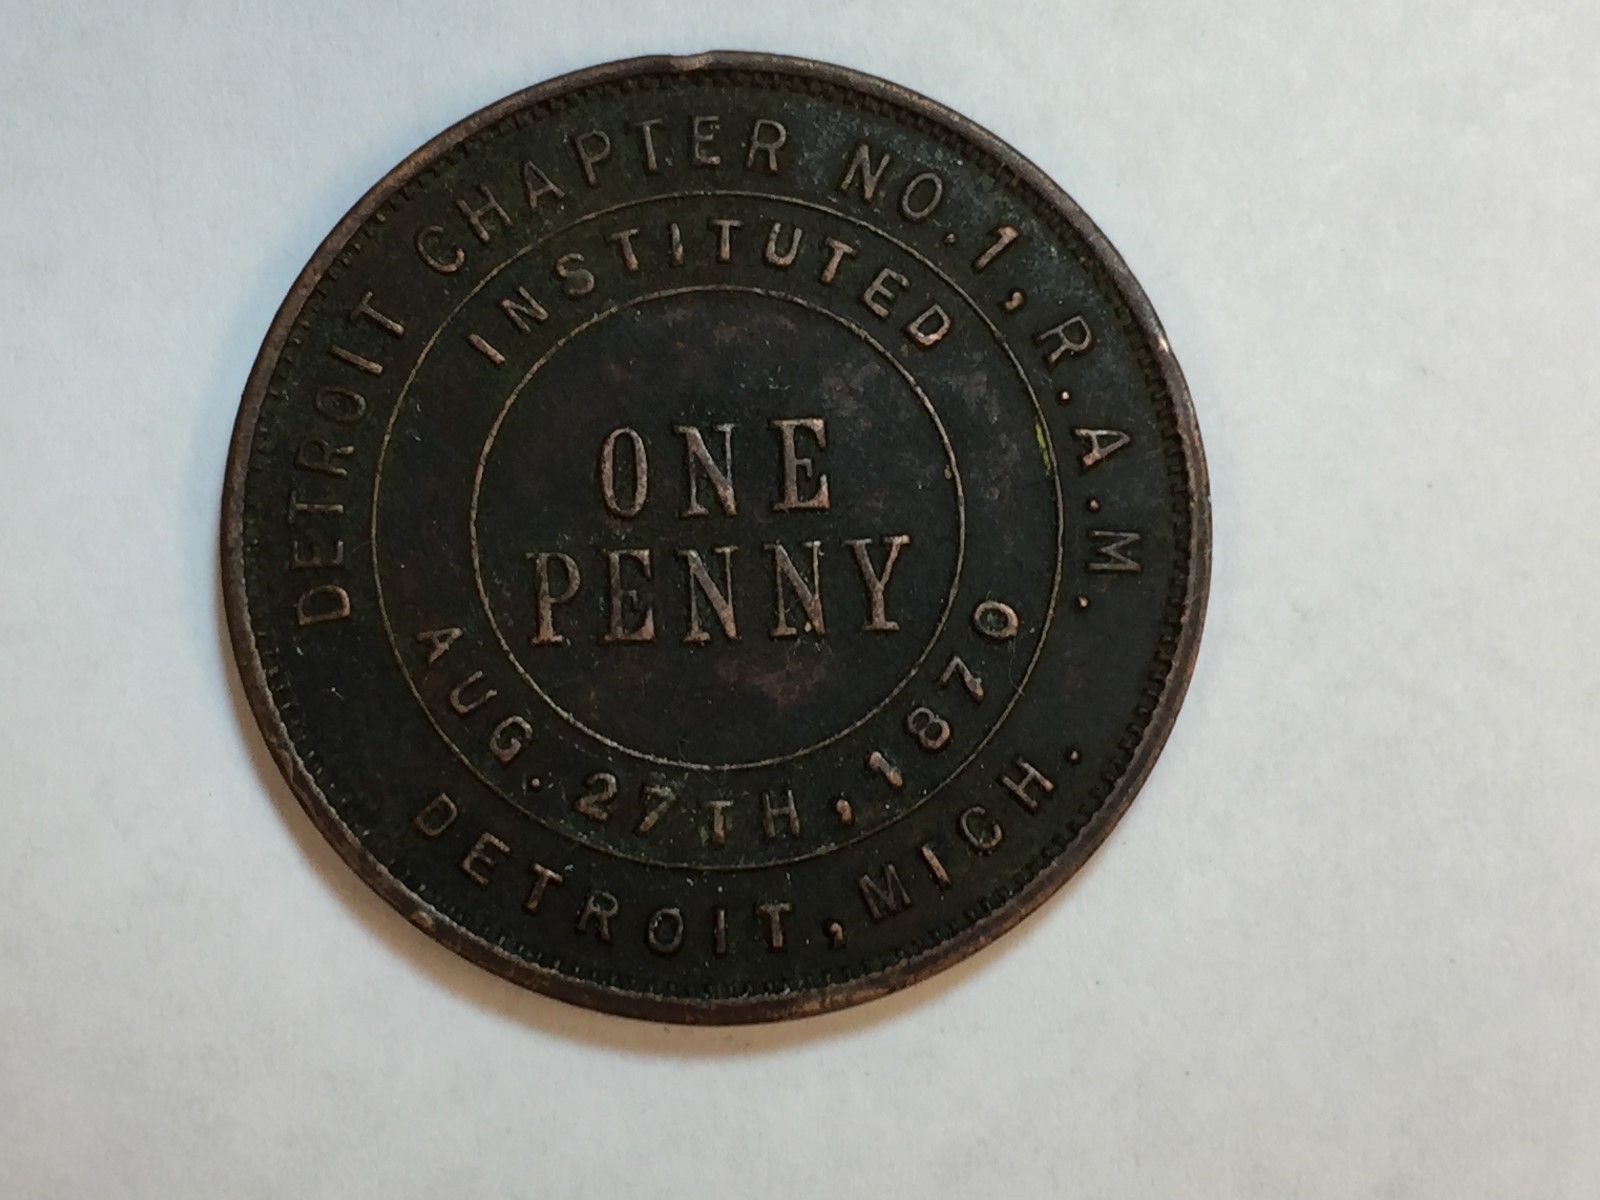 DETROIT CHAPTER NO. 1, R. A. M.
DETROIT, MICH.
INSTITUTED
AUG. 27TH, 1870
ONE
PENNY